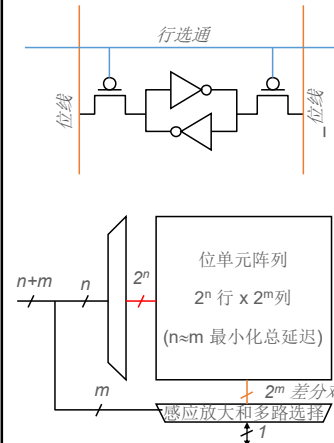 行选通
位线
位线
_
n+m
n
2ⁿ
位单元阵列
2ⁿ 行 x 2ᵐ列
(n≈m 最小化总延迟)
m
2ᵐ 差分
感应放大和多路选择
1